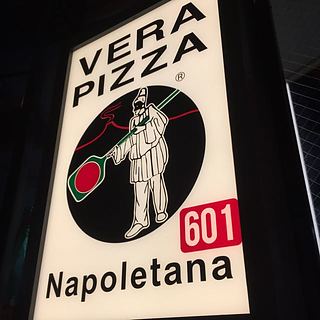 VERA
PIZZA
®
601
Napoletana